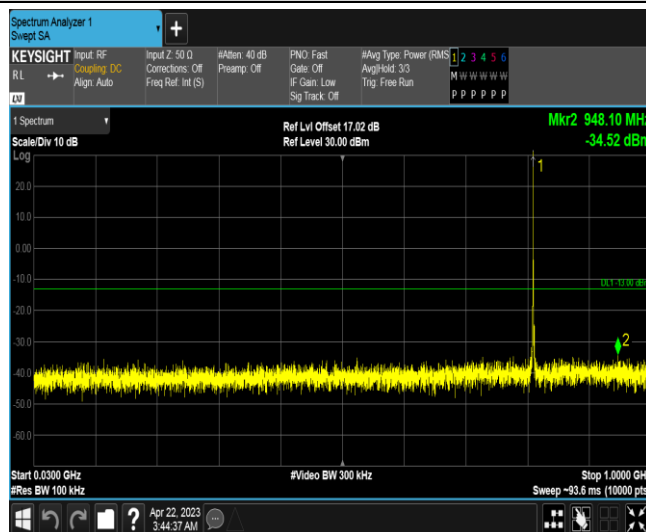 Spectrum Analyzer 1
Swept SA
KEYSIGHT
RL
LXI
Input: RF
Coupling: DC
Align: Auto
Input Z: 50 Ω
Corrections: Off
Freq Ref: Int (S)
#Atten: 40 dB
Preamp: Off
PNO: Fast
Gate: Off
IF Gain: Low
Sig Track: Off
#Avg Type: Power (RMS
Avg|Hold: 3/3
Trig: Free Run
1 2 3 4 5 6
M W W W W W
P P P P P P
1 Spectrum
Scale/Div 10 dB
Ref Lvl Offset 17.02 dB
Ref Level 30.00 dBm
Mkr2 948.10 MHz
-34.52 dBm
Log
1
20.0
10.0
0.00
-10.0
DL1 -13.00 dBm
-20.0
-30.0
2
-40.0
-50.0
-60.0
Start 0.0300 GHz
#Res BW 100 kHz
#Video BW 300 kHz
Stop 1.0000 GH
Sweep ~93.6 ms (10000 pts
Apr 22, 2023
3:44:37 AM